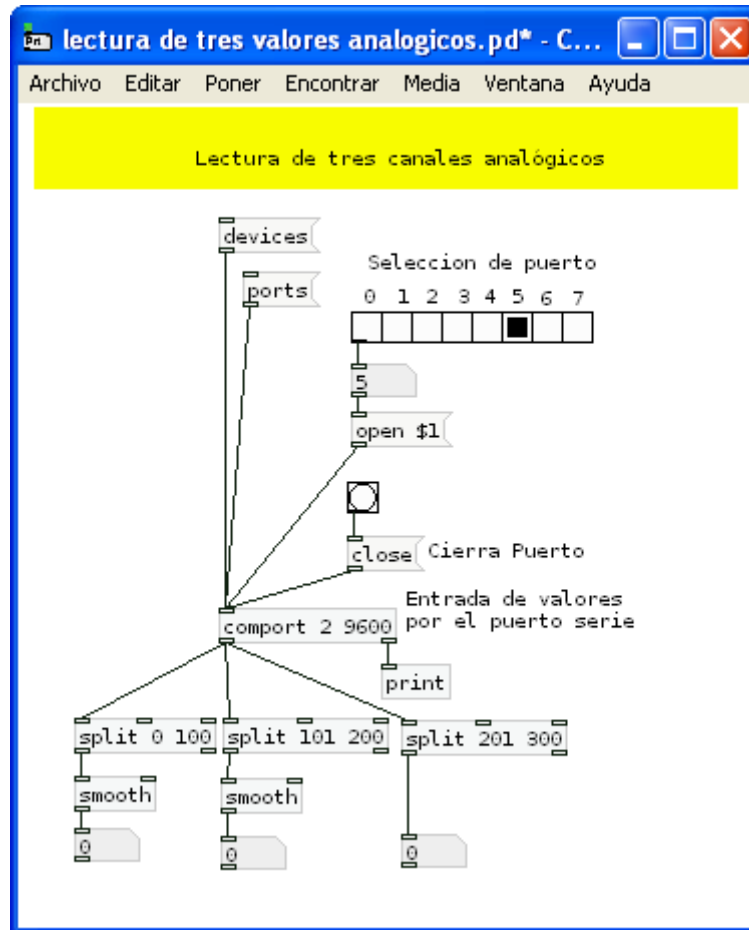 lectura de tres valores analogicos.pd* - C...
Archivo Editar Poner Encontrar Media Ventana Ayuda
Lectura de tres canales analógicos
devices
ports
Seleccion de puerto
0 1 2 3 4 5 6 7
5
open $1
close
Cierra Puerto
Entrada de valores
por el puerto serie
comport 2 9600
print
split 0 100
split 101 200
split 201 300
smooth
smooth
0
0
0